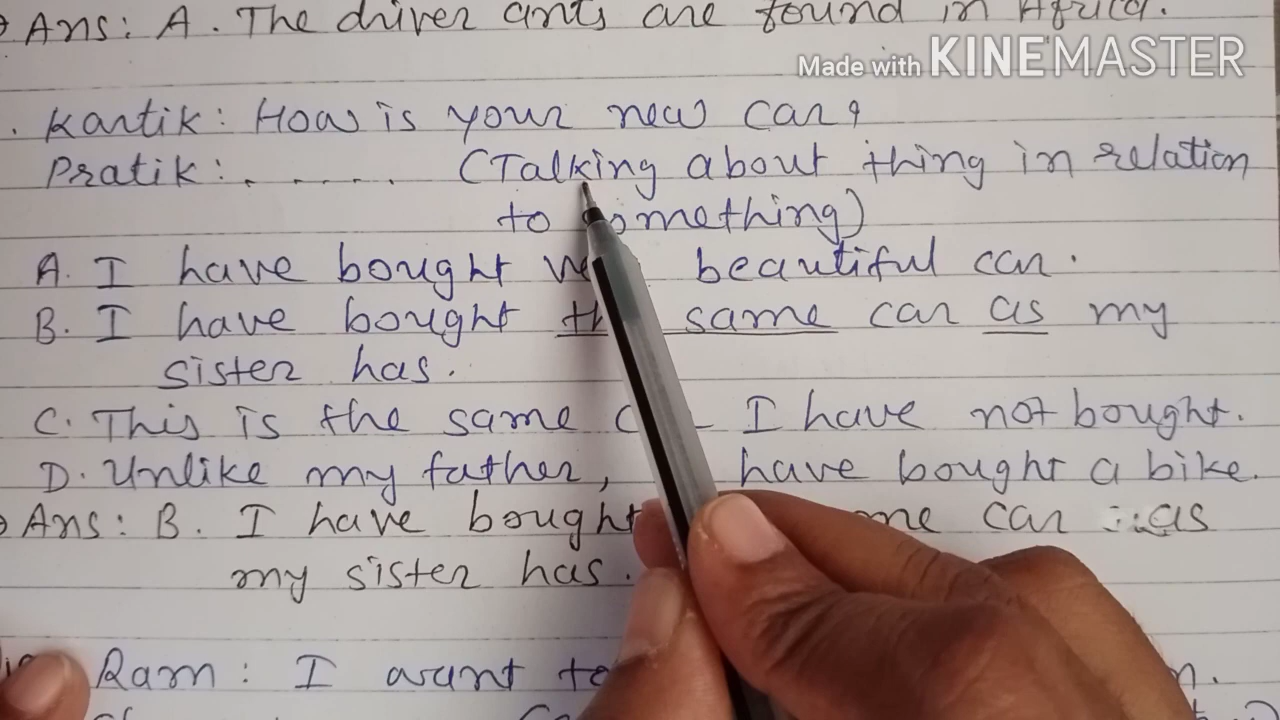 Ans: A. The driver ants are found in Africa.
Made with KINEMASTER
Kartik: How is your new car?
Pratik: . . . . . (Talking about thing in relation
to something)
A. I have bought beautiful car.
B. I have bought same car as my
sister has.
C. This is the same I have not bought.
D. Unlike my father, have bought a bike.
Ans: B. I have bought car as
my sister has.
Ram: I want to